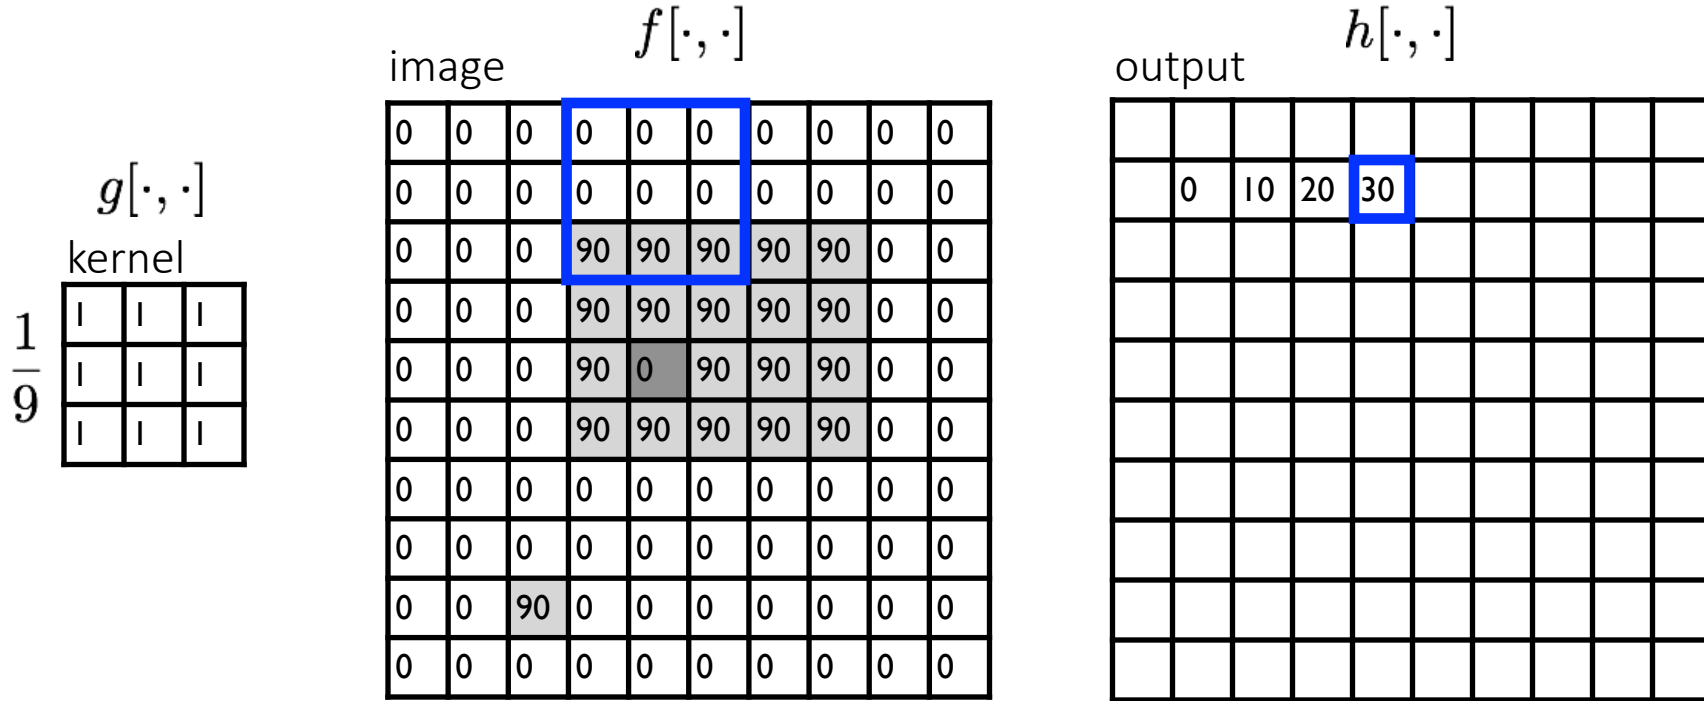 f[·,·]
h[·,·]
image
output
g[·,·]
kernel
1/9
1 1 1
1 1 1
1 1 1
0 0 0 0 0 0 0 0 0 0
0 0 0 0 0 0 0 0 0 0
0 0 0 90 90 90 90 90 0 0
0 0 0 90 90 90 90 90 0 0
0 0 0 90 0 90 90 90 0 0
0 0 0 90 90 90 90 90 0 0
0 0 0 0 0 0 0 0 0 0
0 0 0 0 0 0 0 0 0 0
0 0 90 0 0 0 0 0 0 0
0 0 0 0 0 0 0 0 0 0
0 10 20 30